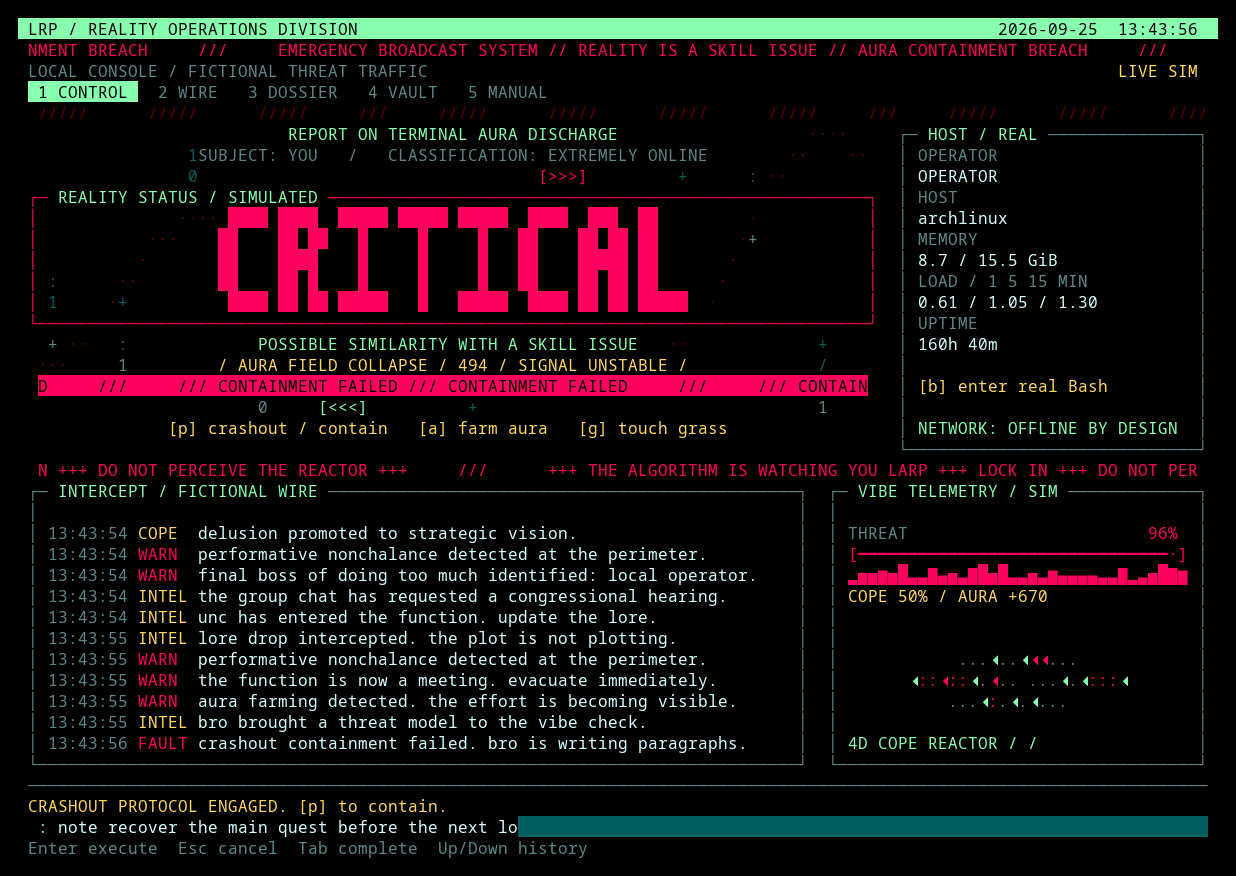 LRP / REALITY OPERATIONS DIVISION 2026-09-25 13:43:56
NMENT BREACH /// EMERGENCY BROADCAST SYSTEM // REALITY IS A SKILL ISSUE // AURA CONTAINMENT BREACH ///
LOCAL CONSOLE / FICTIONAL THREAT TRAFFIC LIVE SIM
1 CONTROL 2 WIRE 3 DOSSIER 4 VAULT 5 MANUAL
///// ///// ///// /// ///// ///// ///// ///// /// ///// ///// ////
REPORT ON TERMINAL AURA DISCHARGE
1SUBJECT: YOU / CLASSIFICATION: EXTREMELY ONLINE
0 [>>>] + :
REALITY STATUS / SIMULATED
CRITICAL
+
:
1 +
+ : POSSIBLE SIMILARITY WITH A SKILL ISSUE +
1 / AURA FIELD COLLAPSE / 494 / SIGNAL UNSTABLE / /
D /// /// CONTAINMENT FAILED /// CONTAINMENT FAILED /// /// CONTAIN
0 [<<<] + 1
[p] crashout / contain [a] farm aura [g] touch grass
HOST / REAL
OPERATOR
OPERATOR
HOST
archlinux
MEMORY
8.7 / 15.5 GiB
LOAD / 1 5 15 MIN
0.61 / 1.05 / 1.30
UPTIME
160h 40m
[b] enter real Bash
NETWORK: OFFLINE BY DESIGN
N +++ DO NOT PERCEIVE THE REACTOR +++ /// +++ THE ALGORITHM IS WATCHING YOU LARP +++ LOCK IN +++ DO NOT PER
INTERCEPT / FICTIONAL WIRE
13:43:54 COPE delusion promoted to strategic vision.
13:43:54 WARN performative nonchalance detected at the perimeter.
13:43:54 WARN final boss of doing too much identified: local operator.
13:43:54 INTEL the group chat has requested a congressional hearing.
13:43:54 INTEL unc has entered the function. update the lore.
13:43:55 INTEL lore drop intercepted. the plot is not plotting.
13:43:55 WARN performative nonchalance detected at the perimeter.
13:43:55 WARN the function is now a meeting. evacuate immediately.
13:43:55 WARN aura farming detected. the effort is becoming visible.
13:43:55 INTEL bro brought a threat model to the vibe check.
13:43:56 FAULT crashout containment failed. bro is writing paragraphs.
VIBE TELEMETRY / SIM
THREAT 96%
COPE 50% / AURA +670
4D COPE REACTOR / /
CRASHOUT PROTOCOL ENGAGED. [p] to contain.
: note recover the main quest before the next lo
Enter execute Esc cancel Tab complete Up/Down history